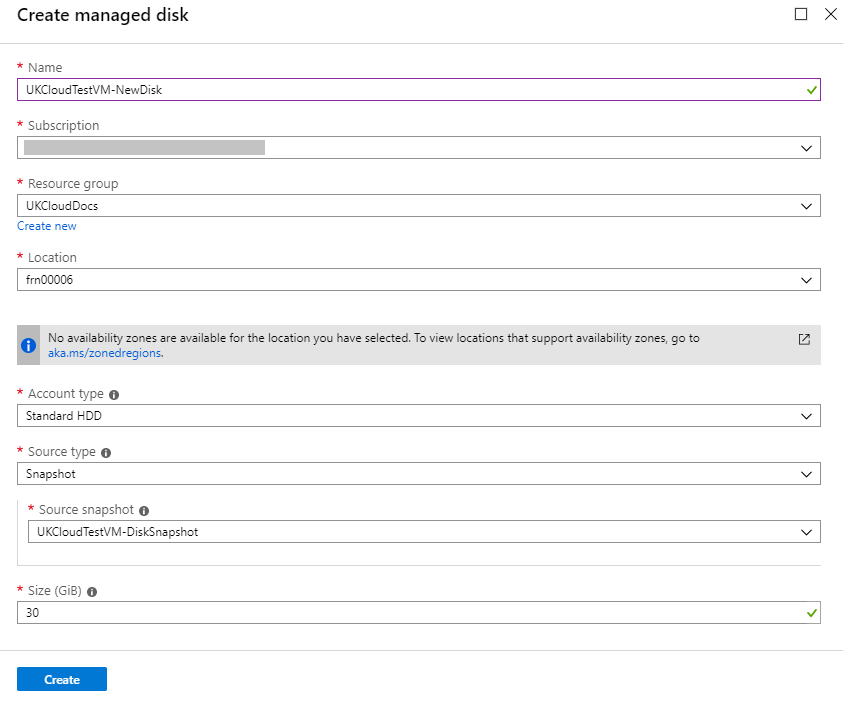 Create managed disk
* Name
UKCloudTestVM-NewDisk
* Subscription
* Resource group
UKCloudDocs
Create new
* Location
frn00006
No availability zones are available for the location you have selected. To view locations that support availability zones, go to
aka.ms/zonedregions.
* Account type
Standard HDD
* Source type
Snapshot
* Source snapshot
UKCloudTestVM-DiskSnapshot
* Size (GiB)
30
Create